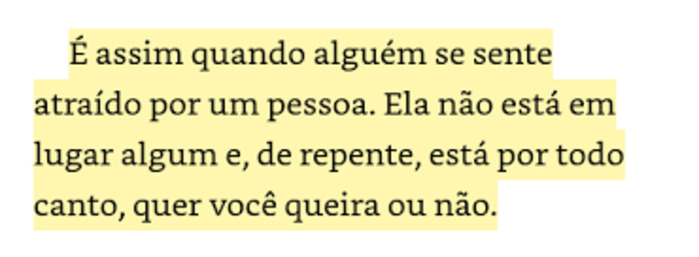 É assim quando alguém se sente
atraído por um pessoa. Ela não está em
lugar algum e, de repente, está por todo
canto, quer você queira ou não.